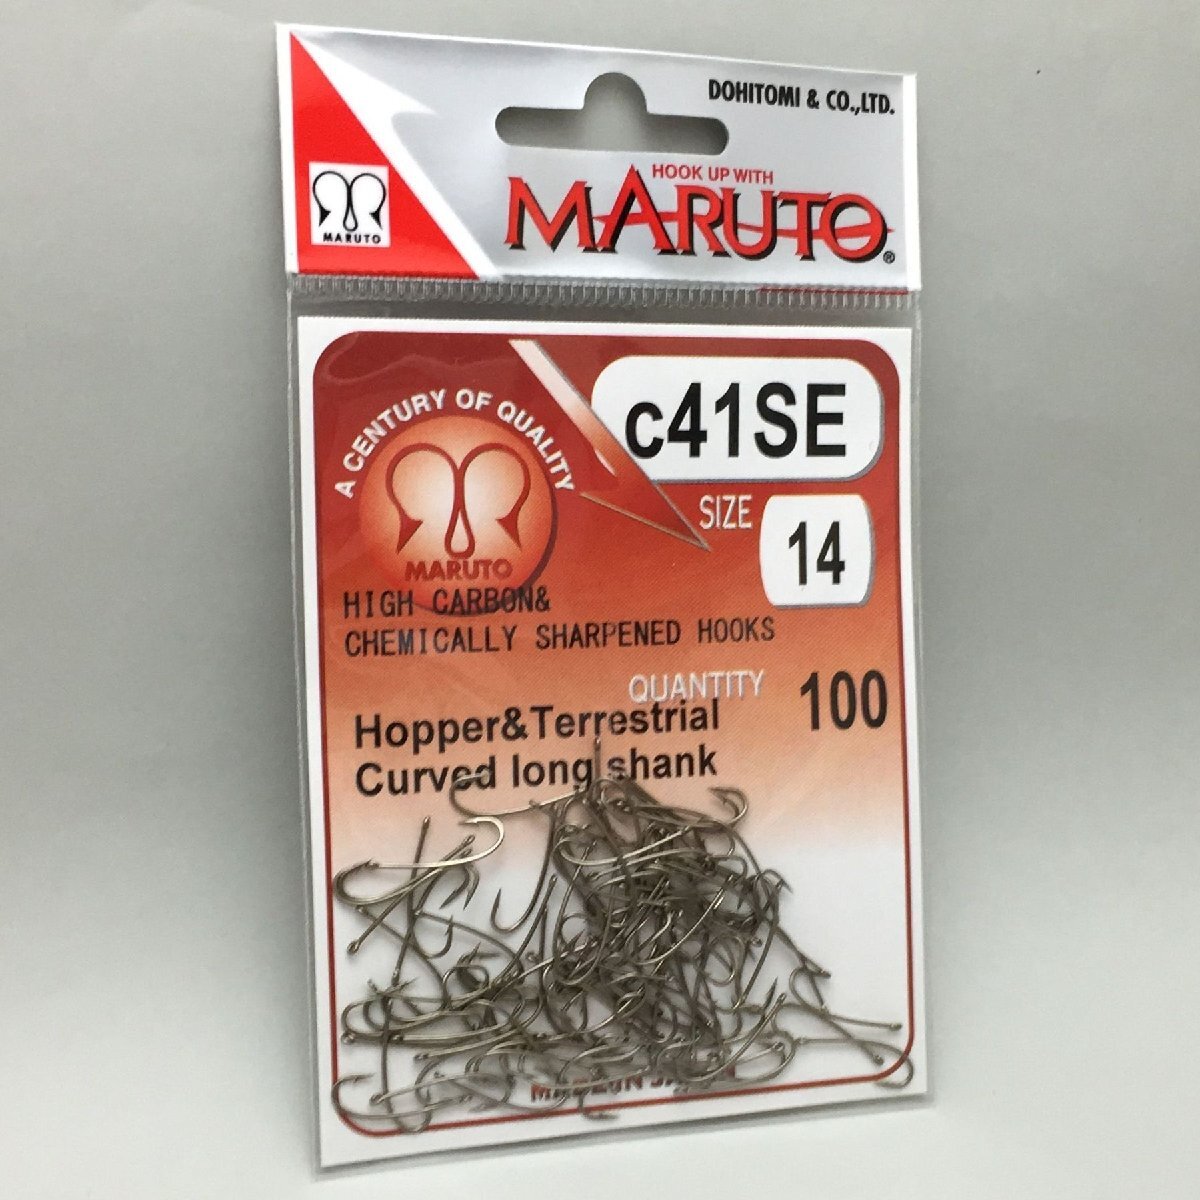 DOHITOMI & CO.,LTD.
HOOK UP WITH
MARUTO®
MARUTO
A CENTURY OF QUALITY
MARUTO
c41SE
SIZE
14
HIGH CARBON&
CHEMICALLY SHARPENED HOOKS
QUANTITY
100
Hopper&Terrestrial
Curved long shank